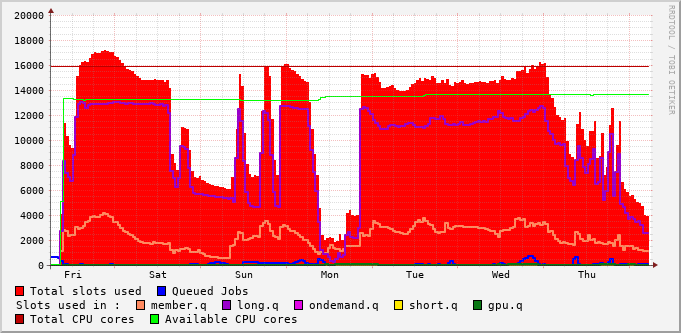 20000
18000
16000
14000
12000
10000
8000
6000
4000
2000
0
Fri Sat Sun Mon Tue Wed Thu
RRDTOOL / TOBI OETIKER
Total slots used Queued Jobs
Slots used in : member.q long.q ondemand.q short.q gpu.q
Total CPU cores Available CPU cores